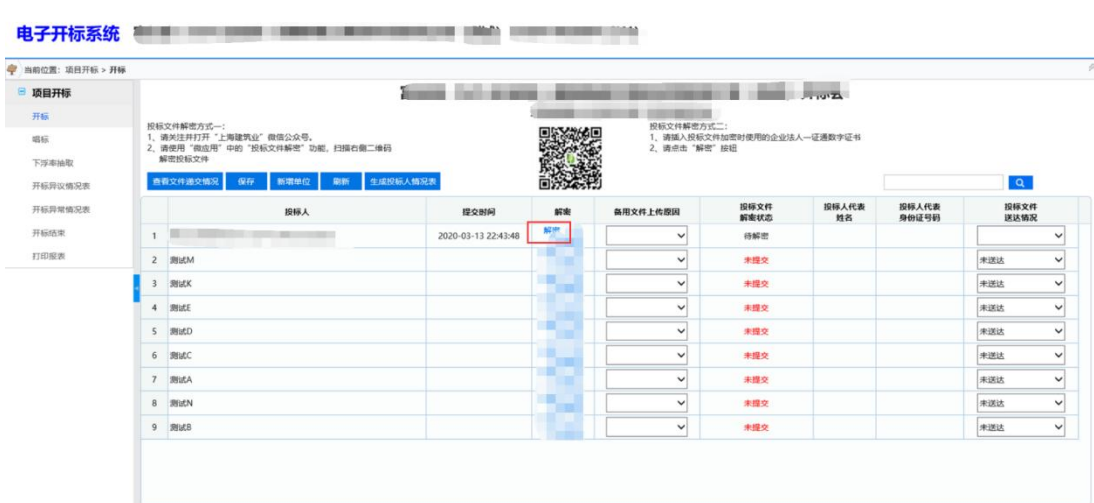 电子开标系统
当前位置：项目开标 > 开标
项目开标
开标
唱标
下浮率抽取
开标异议情况表
开标异常情况表
开标结束
打印报表
投标文件解密方式一：
1、请关注并打开“上海建筑业”微信公众号。
2、请使用“微应用”中的“投标文件解密”功能，扫描右侧二维码
解密投标文件
投标文件解密方式二：
1、请插入投标文件加密时使用的企业法人一证通数字证书
2、请点击“解密”按钮
查看文件递交情况 保存 新增单位 刷新 生成投标人情况表
投标人 提交时间 解密 备用文件上传原因 投标文件解密状态 投标人代表姓名 投标人代表身份证号码 投标文件送达情况
1 2020-03-13 22:43:48 解密 待解密
2 测试M 未提交 未送达
3 测试K 未提交 未送达
4 测试E 未提交 未送达
5 测试D 未提交 未送达
6 测试C 未提交 未送达
7 测试A 未提交 未送达
8 测试N 未提交 未送达
9 测试B 未提交 未送达